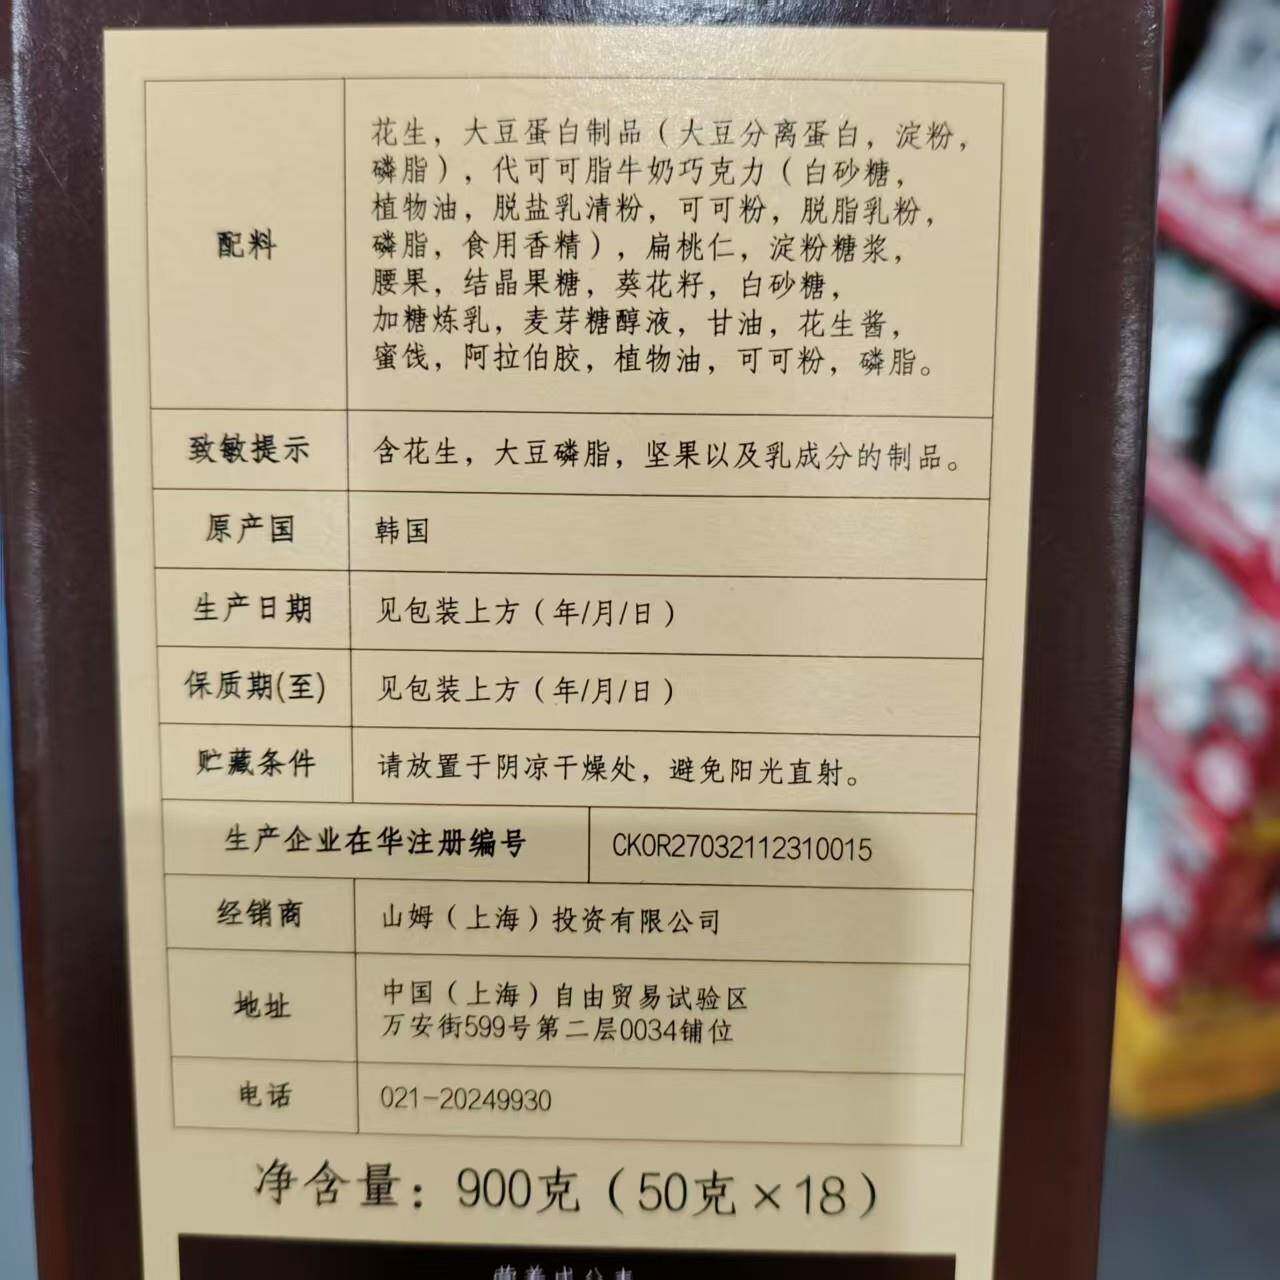 配料
花生，大豆蛋白制品（大豆分离蛋白，淀粉，
磷脂），代可可脂牛奶巧克力（白砂糖，
植物油，脱盐乳清粉，可可粉，脱脂乳粉，
磷脂，食用香精），扁桃仁，淀粉糖浆，
腰果，结晶果糖，葵花籽，白砂糖，
加糖炼乳，麦芽糖醇液，甘油，花生酱，
蜜饯，阿拉伯胶，植物油，可可粉，磷脂。
致敏提示 含花生，大豆磷脂，坚果以及乳成分的制品。
原产国 韩国
生产日期 见包装上方（年/月/日）
保质期(至) 见包装上方（年/月/日）
贮藏条件 请放置于阴凉干燥处，避免阳光直射。
生产企业在华注册编号 CKOR27032112310015
经销商 山姆（上海）投资有限公司
地址
中国（上海）自由贸易试验区
万安街599号第二层0034铺位
电话 021-20249930
净含量：900克（50克×18）
营养成分表